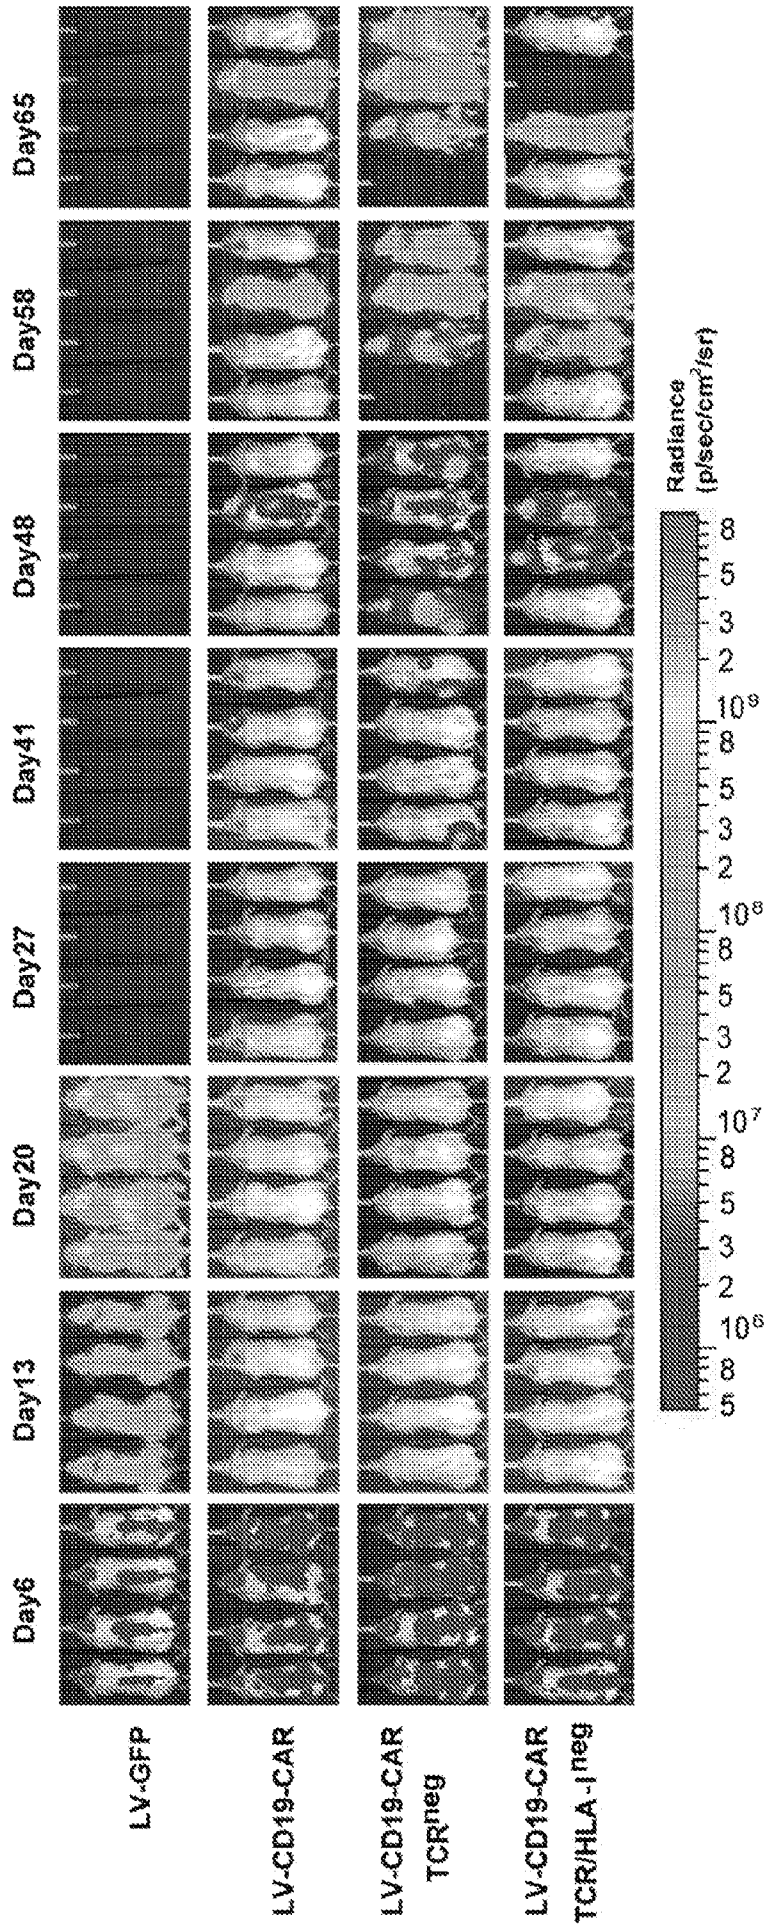 Day6
Day13
Day20
Day27
Day41
Day48
Day58
Day65
LV-GFP
LV-CD19-CAR
LV-CD19-CAR
TCRneg
LV-CD19-CAR
TCR/HLA-Ineg
5 8 10⁶ 2 3 5 8 10⁷ 2 3 5 8 10⁸ 2 3 5 8 10⁹ 2 3 5 8
Radiance
(p/sec/cm²/sr)